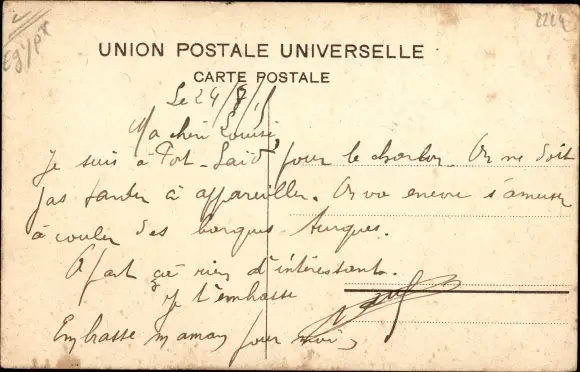 Egypt
UNION POSTALE UNIVERSELLE
CARTE POSTALE
Le 24/8/
Ma chère Louise,
Je suis à Port-Saïd pour le charbon. On ne doit
pas tarder à appareiller. On va encore s'amuser
à couler des barques turques.
A part ça rien d'intéressant.
Je t'embrasse
Embrasse maman pour moi